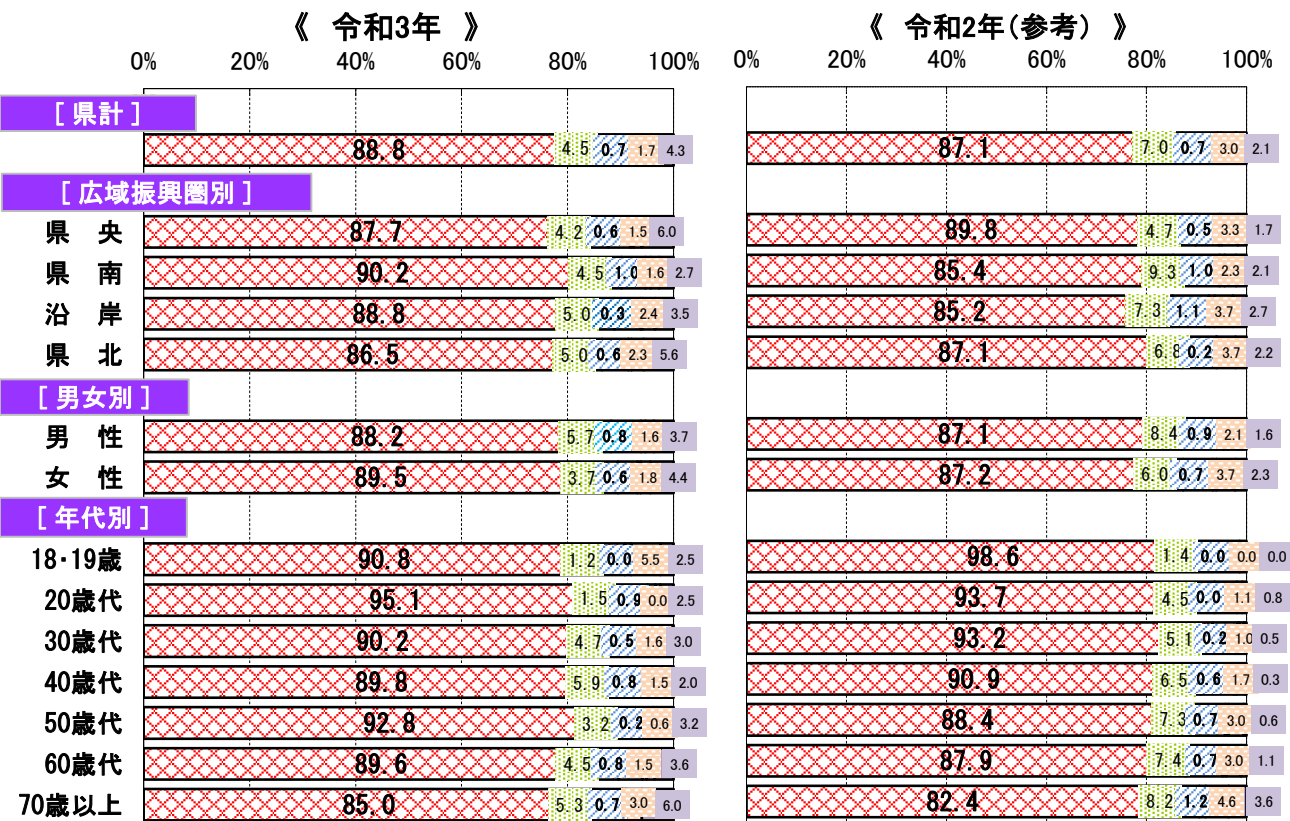 《 令和3年 》 《 令和2年(参考) 》
0% 20% 40% 60% 80% 100% 0% 20% 40% 60% 80% 100%
[ 県計 ]
88.8 4.5 0.7 1.7 4.3 87.1 7.0 0.7 3.0 2.1
[ 広域振興圏別 ]
県 央 87.7 4.2 0.6 1.5 6.0 89.8 4.7 0.5 3.3 1.7
県 南 90.2 4.5 1.0 1.6 2.7 85.4 9.3 1.0 2.3 2.1
沿 岸 88.8 5.0 0.3 2.4 3.5 85.2 7.3 1.1 3.7 2.7
県 北 86.5 5.0 0.6 2.3 5.6 87.1 6.8 0.2 3.7 2.2
[ 男女別 ]
男 性 88.2 5.7 0.8 1.6 3.7 87.1 8.4 0.9 2.1 1.6
女 性 89.5 3.7 0.6 1.8 4.4 87.2 6.0 0.7 3.7 2.3
[ 年代別 ]
18・19歳 90.8 1.2 0.0 5.5 2.5 98.6 1.4 0.0 0.0 0.0
20歳代 95.1 1.5 0.9 0.0 2.5 93.7 4.5 0.0 1.1 0.8
30歳代 90.2 4.7 0.5 1.6 3.0 93.2 5.1 0.2 1.0 0.5
40歳代 89.8 5.9 0.8 1.5 2.0 90.9 6.5 0.6 1.7 0.3
50歳代 92.8 3.2 0.2 0.6 3.2 88.4 7.3 0.7 3.0 0.6
60歳代 89.6 4.5 0.8 1.5 3.6 87.9 7.4 0.7 3.0 1.1
70歳以上 85.0 5.3 0.7 3.0 6.0 82.4 8.2 1.2 4.6 3.6